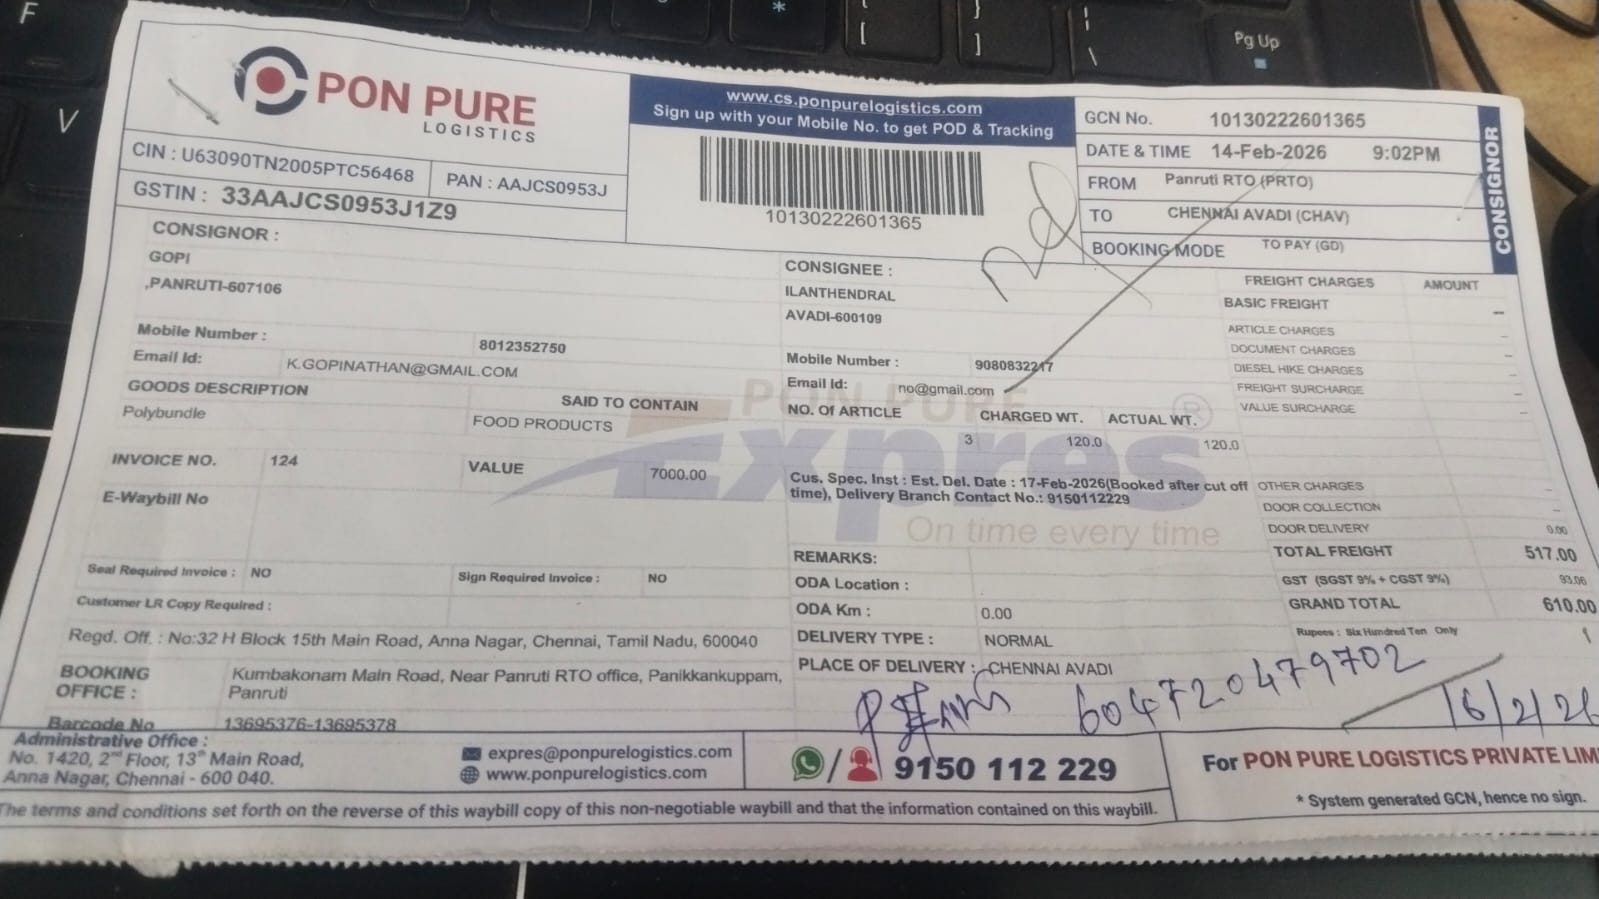 PON PURE
LOGISTICS
CIN : U63090TN2005PTC56468
PAN : AAJCS0953J
GSTIN : 33AAJCS0953J1Z9
www.cs.ponpurelogistics.com
Sign up with your Mobile No. to get POD & Tracking
10130222601365
GCN No. 10130222601365
DATE & TIME 14-Feb-2026 9:02PM
FROM Panruti RTO (PRTO)
TO CHENNAI AVADI (CHAV)
BOOKING MODE TO PAY (GD)
CONSIGNOR
CONSIGNOR :
GOPI
,PANRUTI-607106
Mobile Number : 8012352750
Email Id: K.GOPINATHAN@GMAIL.COM
CONSIGNEE :
ILANTHENDRAL
AVADI-600109
Mobile Number : 9080832217
Email Id: no@gmail.com
GOODS DESCRIPTION SAID TO CONTAIN
Polybundle FOOD PRODUCTS
NO. Of ARTICLE CHARGED WT. ACTUAL WT.
3 120.0 120.0
INVOICE NO. 124 VALUE 7000.00
E-Waybill No
Cus. Spec. Inst : Est. Del. Date : 17-Feb-2026(Booked after cut off
time), Delivery Branch Contact No.: 9150112229
PON PURE
Expres ®
On time every time
Seal Required Invoice : NO Sign Required Invoice : NO
Customer LR Copy Required :
REMARKS:
ODA Location :
ODA Km : 0.00
DELIVERY TYPE : NORMAL
PLACE OF DELIVERY : CHENNAI AVADI
FREIGHT CHARGES AMOUNT
BASIC FREIGHT --
ARTICLE CHARGES --
DOCUMENT CHARGES --
DIESEL HIKE CHARGES --
FREIGHT SURCHARGE --
VALUE SURCHARGE --
OTHER CHARGES --
DOOR COLLECTION --
DOOR DELIVERY 0.00
TOTAL FREIGHT 517.00
GST (SGST 9% + CGST 9%) 93.06
GRAND TOTAL 610.00
Rupees : Six Hundred Ten Only
Regd. Off. : No:32 H Block 15th Main Road, Anna Nagar, Chennai, Tamil Nadu, 600040
BOOKING OFFICE : Kumbakonam Main Road, Near Panruti RTO office, Panikkankuppam,
Panruti
Barcode No 13695376-13695378
604720479702
16/2/26
Administrative Office :
No. 1420, 2nd Floor, 13th Main Road,
Anna Nagar, Chennai - 600 040.
expres@ponpurelogistics.com
www.ponpurelogistics.com
/ 9150 112 229
For PON PURE LOGISTICS PRIVATE LIM
* System generated GCN, hence no sign.
The terms and conditions set forth on the reverse of this waybill copy of this non-negotiable waybill and that the information contained on this waybill.
F
V
*
[
]
\
Pg Up